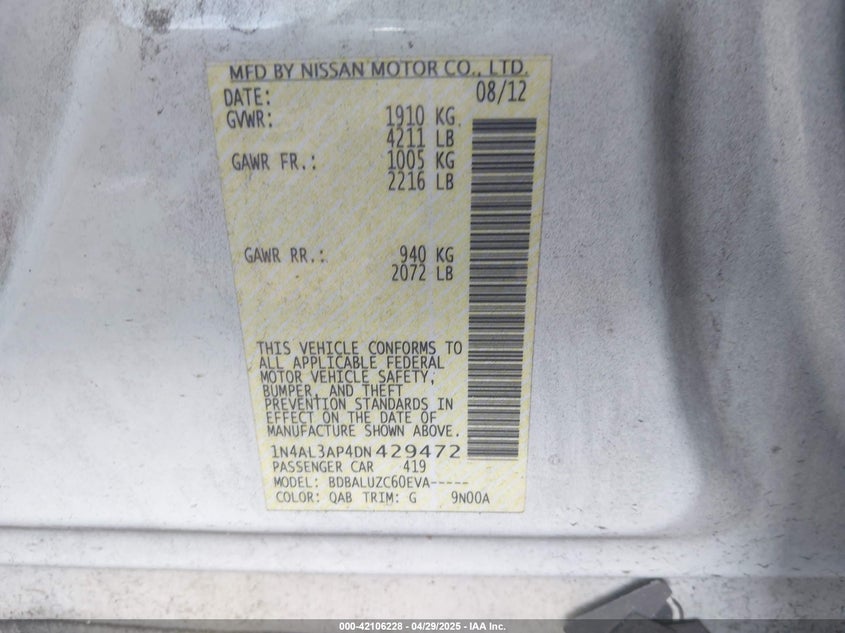 MFD BY NISSAN MOTOR CO., LTD.
DATE: 08/12
GVWR: 1910 KG
4211 LB
GAWR FR.: 1005 KG
2216 LB
GAWR RR.: 940 KG
2072 LB
THIS VEHICLE CONFORMS TO
ALL APPLICABLE FEDERAL
MOTOR VEHICLE SAFETY,
BUMPER, AND THEFT
PREVENTION STANDARDS IN
EFFECT ON THE DATE OF
MANUFACTURE SHOWN ABOVE.
1N4AL3AP4DN429472
PASSENGER CAR 419
MODEL: BDBALUZC60EVA-----
COLOR: QAB TRIM: G 9N00A
000-42106228 - 04/29/2025 - IAA Inc.